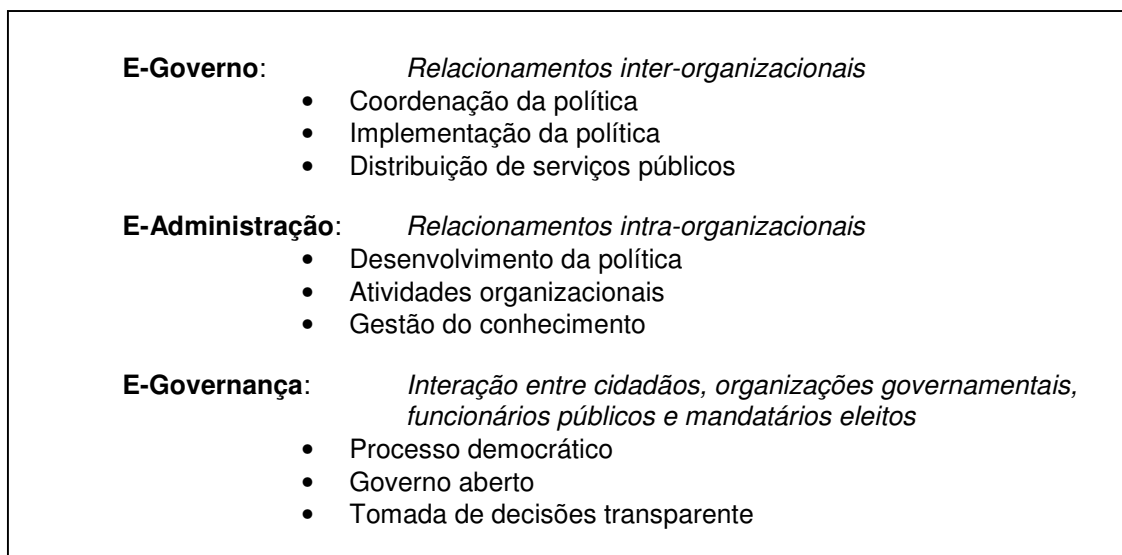 E-Governo: Relacionamentos inter-organizacionais
• Coordenação da política
• Implementação da política
• Distribuição de serviços públicos
E-Administração: Relacionamentos intra-organizacionais
• Desenvolvimento da política
• Atividades organizacionais
• Gestão do conhecimento
E-Governança: Interação entre cidadãos, organizações governamentais,
funcionários públicos e mandatários eleitos
• Processo democrático
• Governo aberto
• Tomada de decisões transparente